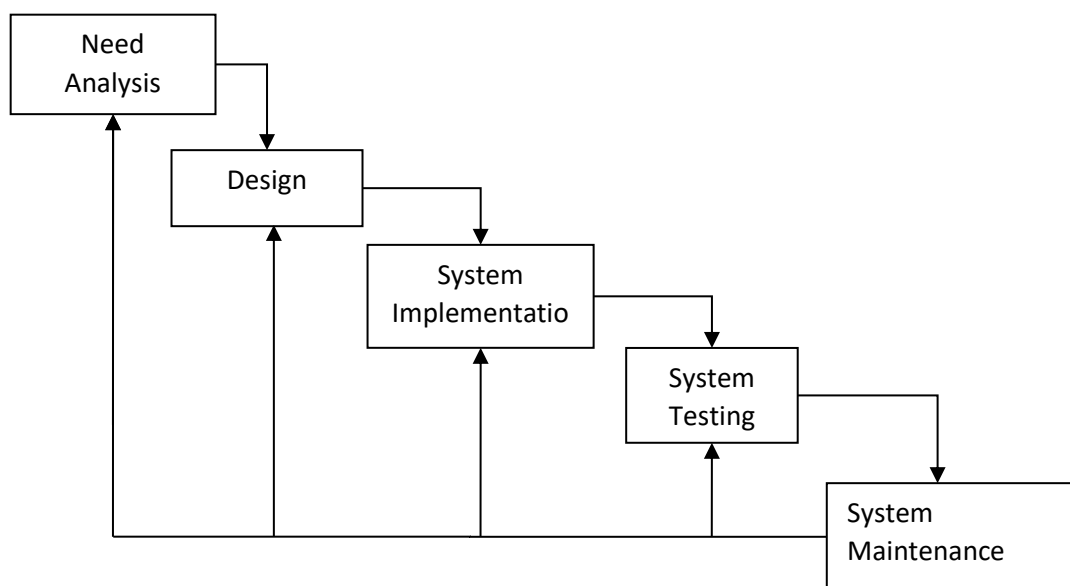 Need
Analysis
Design
System
Implementatio
System
Testing
System
Maintenance